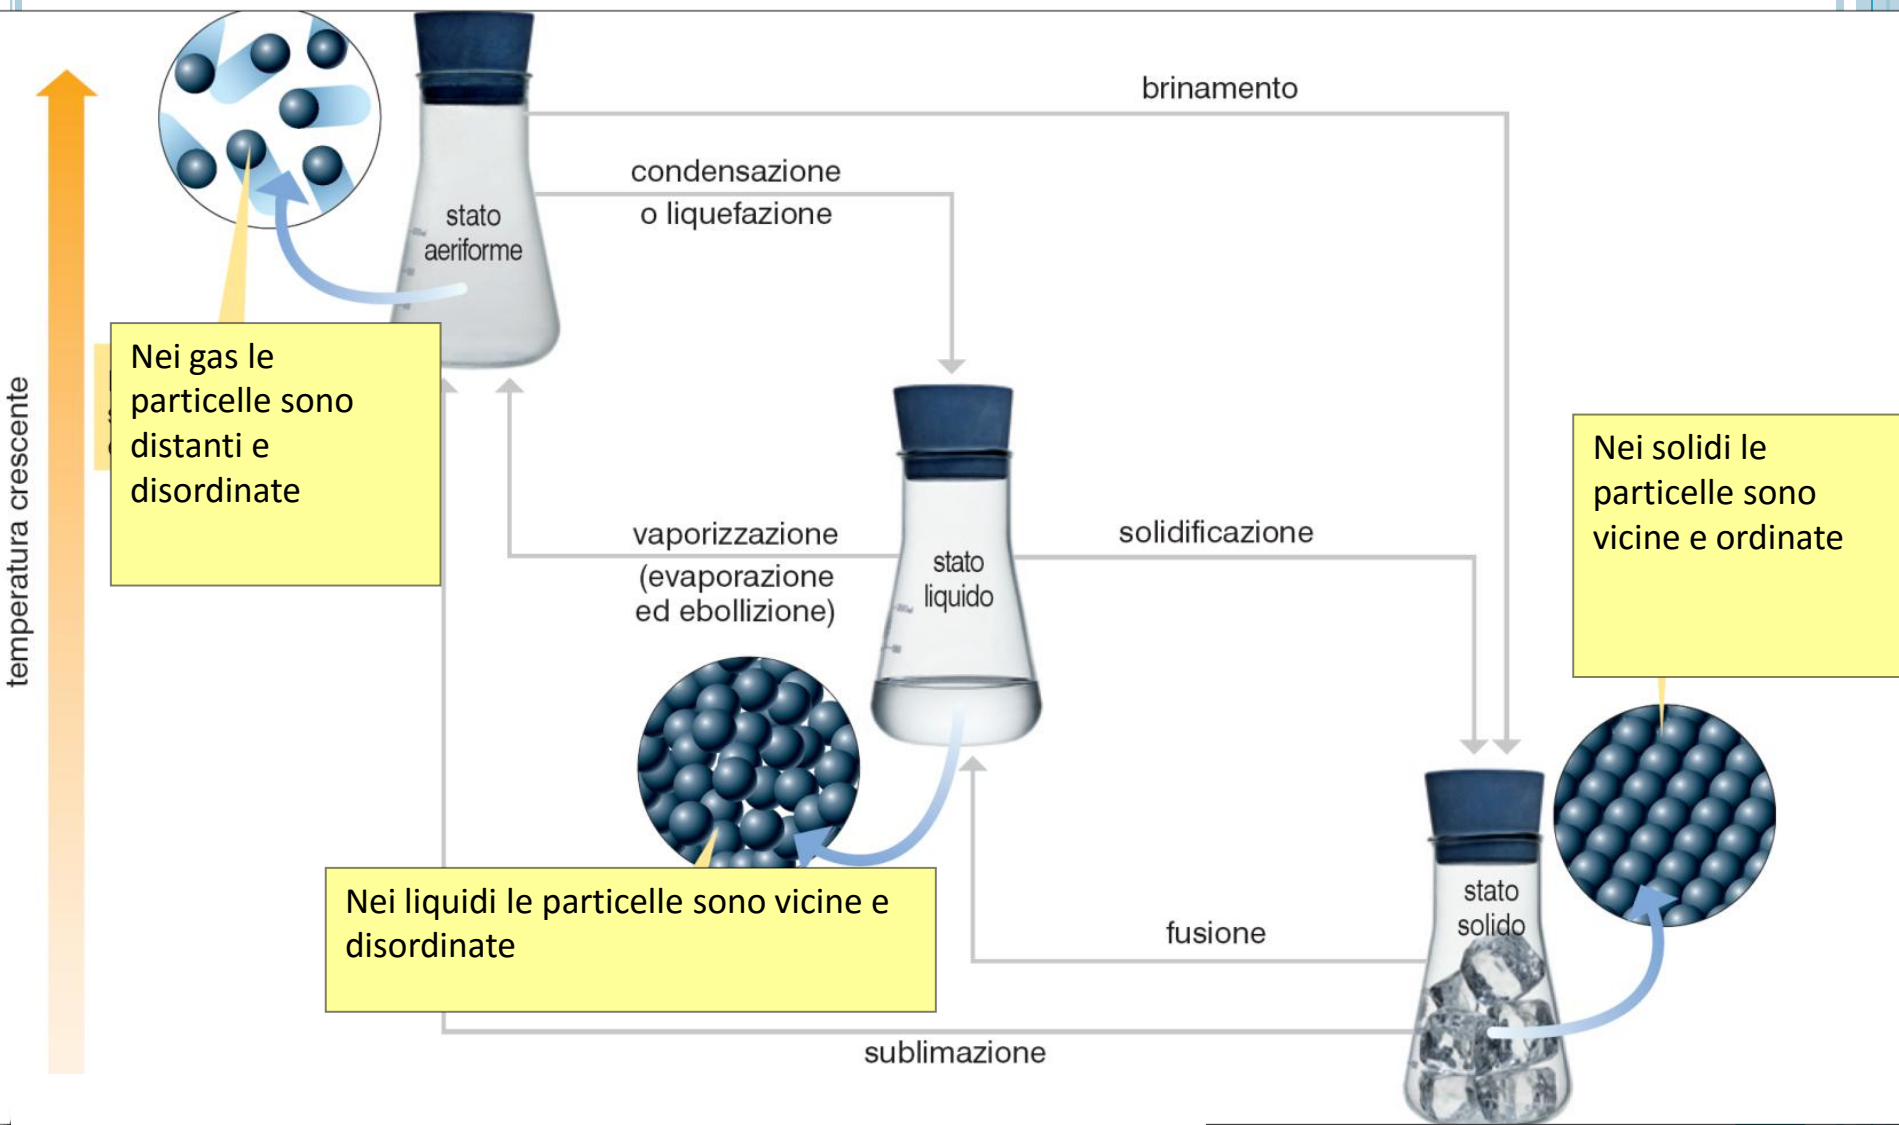 brinamento
condensazione
o liquefazione
stato
aeriforme
Nei gas le
particelle sono
distanti e
disordinate
temperatura crescente
Nei solidi le
particelle sono
vicine e ordinate
vaporizzazione
(evaporazione
ed ebollizione)
solidificazione
stato
liquido
Nei liquidi le particelle sono vicine e
disordinate
stato
solido
fusione
sublimazione